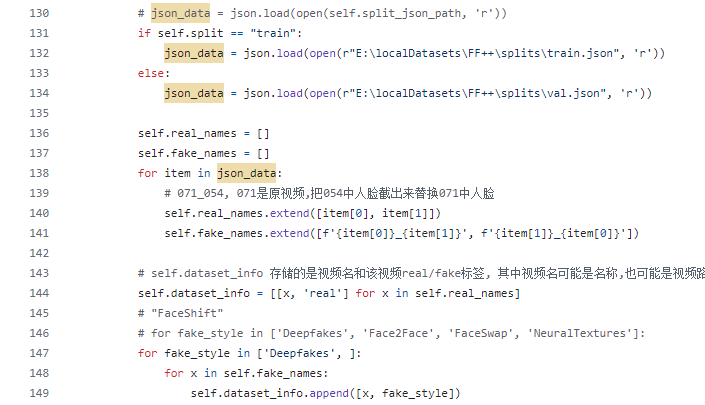 130 # json_data = json.load(open(self.split_json_path, 'r'))
131 if self.split == "train":
132 json_data = json.load(open(r"E:\localDatasets\FF++\splits\train.json", 'r'))
133 else:
134 json_data = json.load(open(r"E:\localDatasets\FF++\splits\val.json", 'r'))
135
136 self.real_names = []
137 self.fake_names = []
138 for item in json_data:
139 # 071_054, 071是原视频,把054中人脸截出来替换071中人脸
140 self.real_names.extend([item[0], item[1]])
141 self.fake_names.extend([f'{item[0]}_{item[1]}', f'{item[1]}_{item[0]}'])
142
143 # self.dataset_info 存储的是视频名和该视频real/fake标签, 其中视频名可能是名称,也可能是视频路
144 self.dataset_info = [[x, 'real'] for x in self.real_names]
145 # "FaceShift"
146 # for fake_style in ['Deepfakes', 'Face2Face', 'FaceSwap', 'NeuralTextures']:
147 for fake_style in ['Deepfakes', ]:
148 for x in self.fake_names:
149 self.dataset_info.append([x, fake_style])